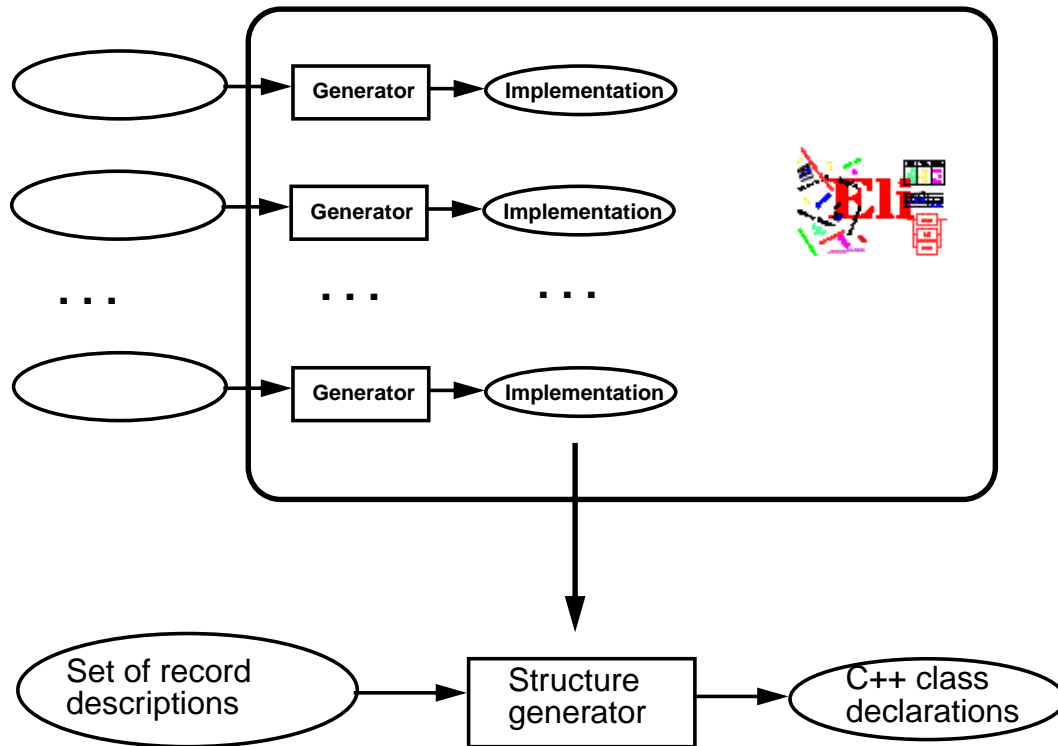 Generator
Implementation
Generator
Implementation
Eli
. . .
. . .
. . .
Generator
Implementation
Set of record
descriptions
Structure
generator
C++ class
declarations